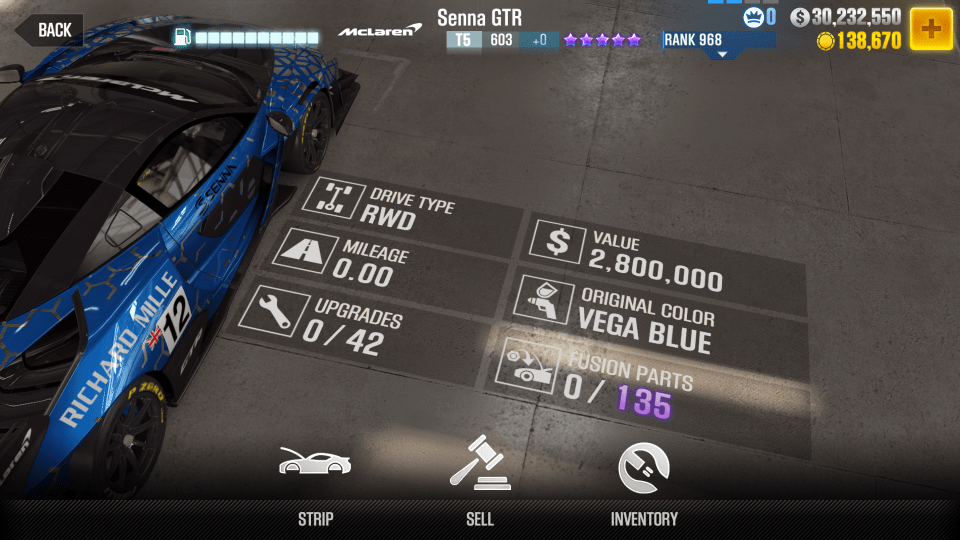 BACK
McLaren
Senna GTR
T5 603 +0
RANK 968
0
30,232,550
138,670
McLaren
SENNA
RICHARD MILLE
12
P ZERO
McLaren
DRIVE TYPE
RWD
MILEAGE
0.00
UPGRADES
0 / 42
VALUE
2,800,000
ORIGINAL COLOR
VEGA BLUE
FUSION PARTS
0 / 135
STRIP
SELL
INVENTORY